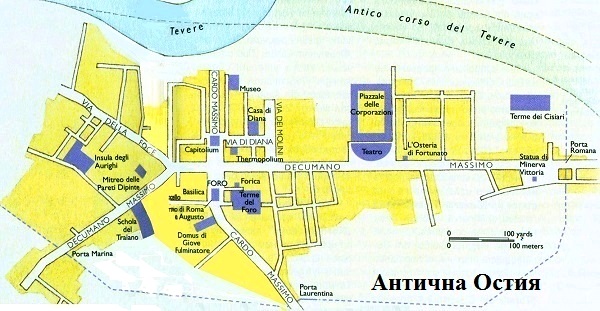 Tevere
Antico corso del Tevere
Museo
Piazzale
delle
Corporazioni
Terme dei Cisiari
CARDO MASSIMO
Casa di
Diana
VIA DEI MOLINI
VIA DELLA FOCE
Capitolium
VIA DI DIANA
Teatro
L'Osteria
di Fortunato
Porta
Romana
Thermopolium
Insula degli
Aurighi
DECUMANO MASSIMO
Statua di
Minerva
Vittoria
Mitreo delle
Pareti Dipinte
Basilica
FORO
Forica
Terme
del
Foro
di Roma
e Augusto
Schola
del
Traiano
Domus di
Giove
Fulminatore
DECUMANO MASSIMO
CARDO MASSIMO
Porta Marina
0 100 yards
0 100 meters
Porta
Laurentina
Антична Остия